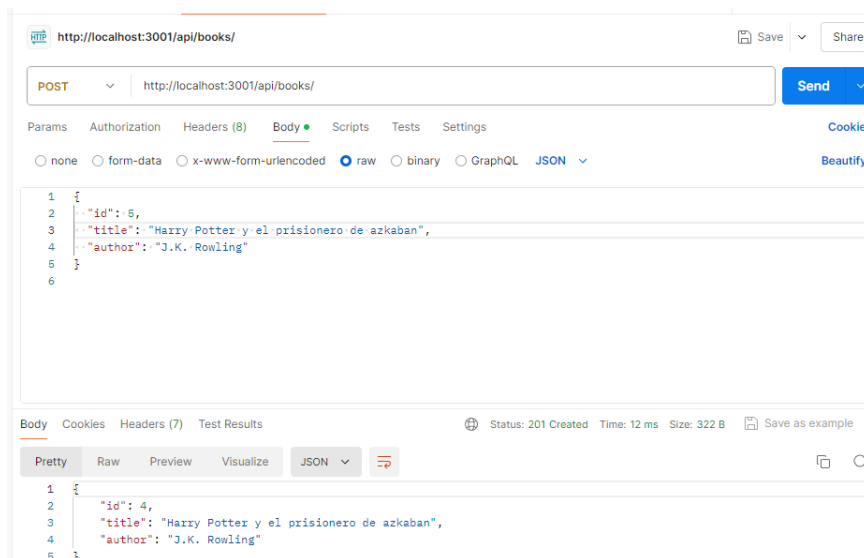 HTTP http://localhost:3001/api/books/ Save Share
POST http://localhost:3001/api/books/ Send
Params Authorization Headers (8) Body Scripts Tests Settings Cookie
none form-data x-www-form-urlencoded raw binary GraphQL JSON Beautify
1 {
2 "id": 5,
3 "title": "Harry Potter y el prisionero de azkaban",
4 "author": "J.K. Rowling"
5 }
6
Body Cookies Headers (7) Test Results Status: 201 Created Time: 12 ms Size: 322 B Save as example
Pretty Raw Preview Visualize JSON
1 {
2 "id": 4,
3 "title": "Harry Potter y el prisionero de azkaban",
4 "author": "J.K. Rowling"
5 }